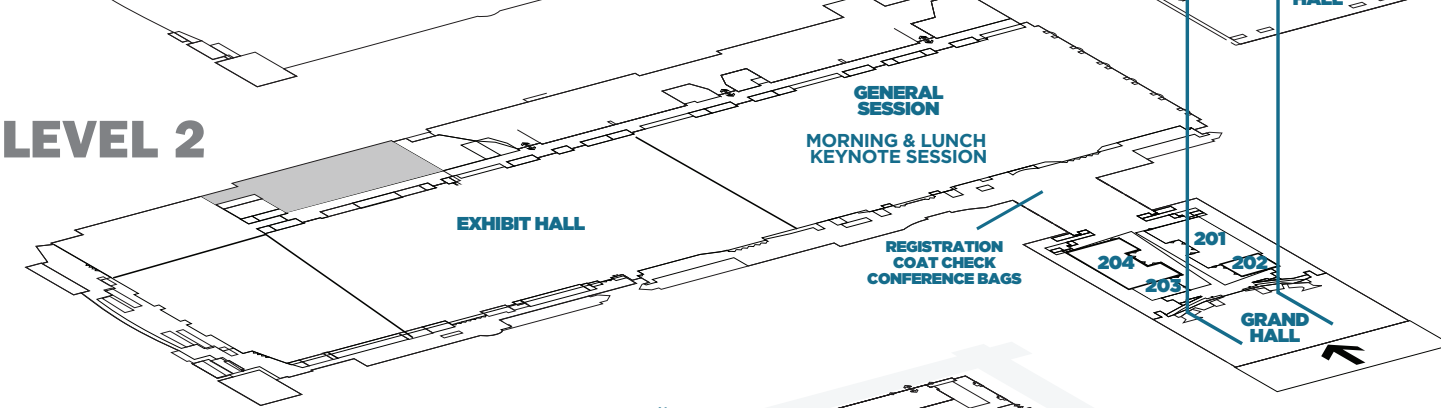 HALL
LEVEL 2
GENERAL
SESSION
MORNING & LUNCH
KEYNOTE SESSION
EXHIBIT HALL
REGISTRATION
COAT CHECK
CONFERENCE BAGS
201
204
202
203
GRAND
HALL